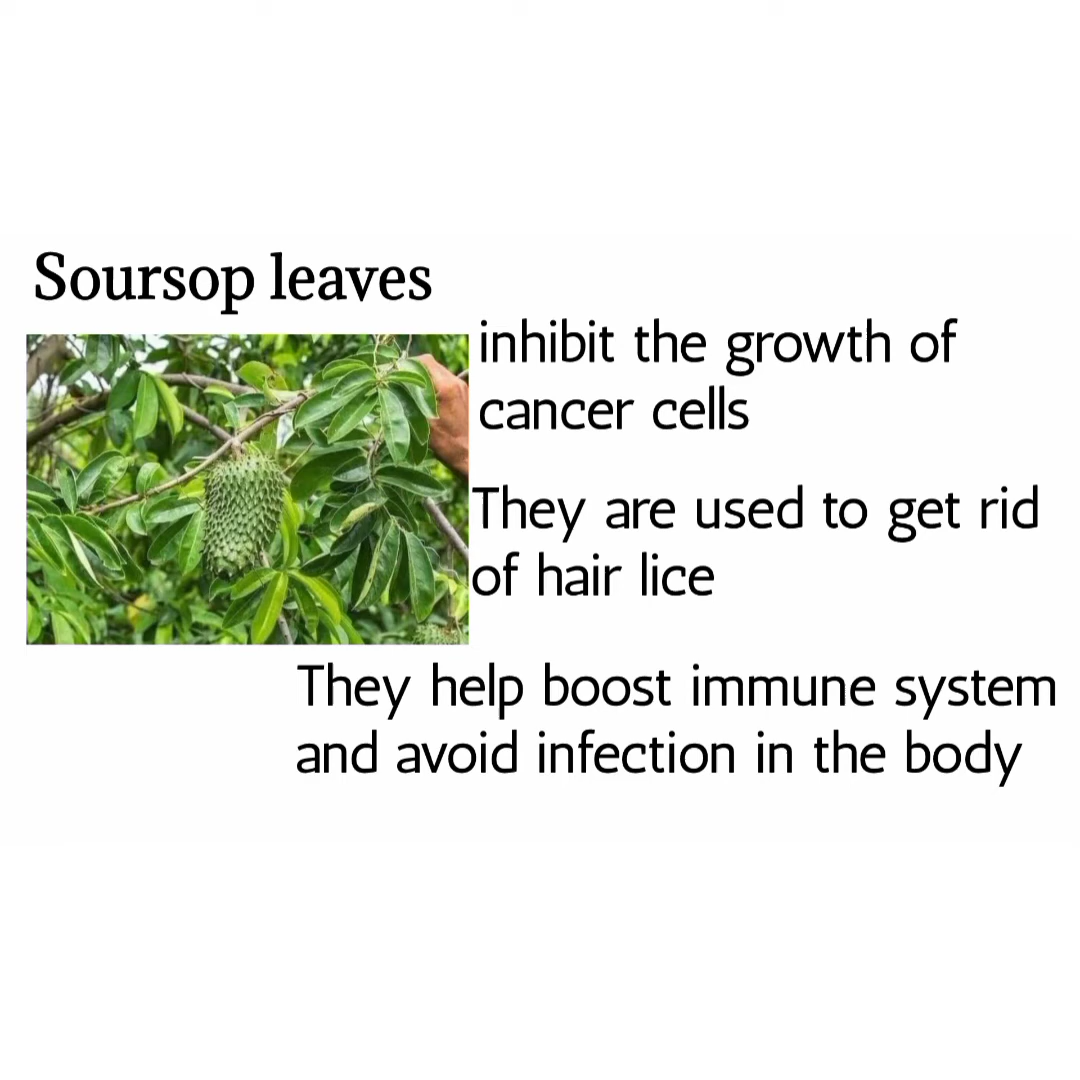 Soursop leaves
inhibit the growth of
cancer cells
They are used to get rid
of hair lice
They help boost immune system
and avoid infection in the body